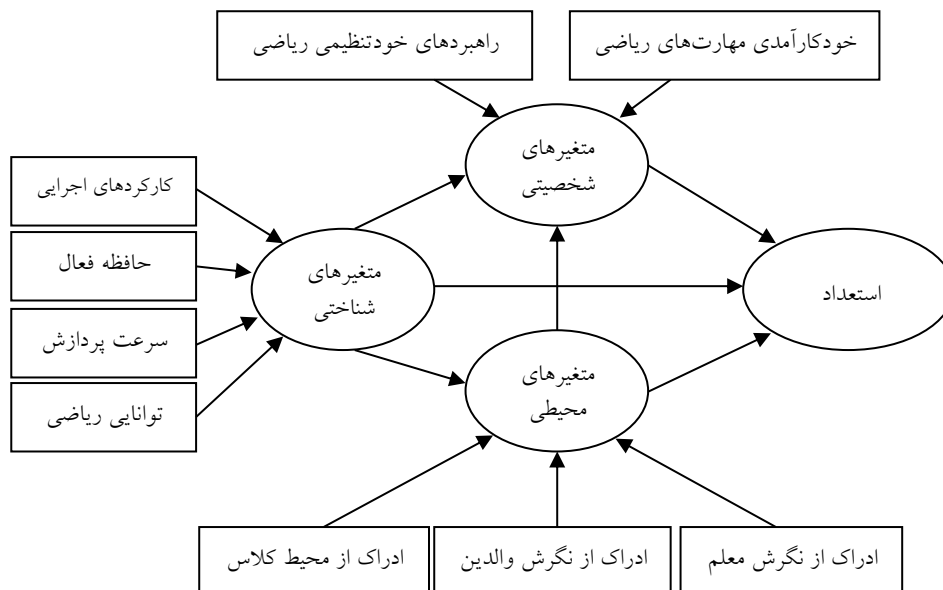 خودکارآمدی مهارت‌های ریاضی
راهبردهای خودتنظیمی ریاضی
متغیرهای
شخصیتی
کارکردهای اجرایی
حافظه فعال
سرعت پردازش
توانایی ریاضی
متغیرهای
شناختی
استعداد
متغیرهای
محیطی
ادراک از نگرش معلم
ادراک از نگرش والدین
ادراک از محیط کلاس